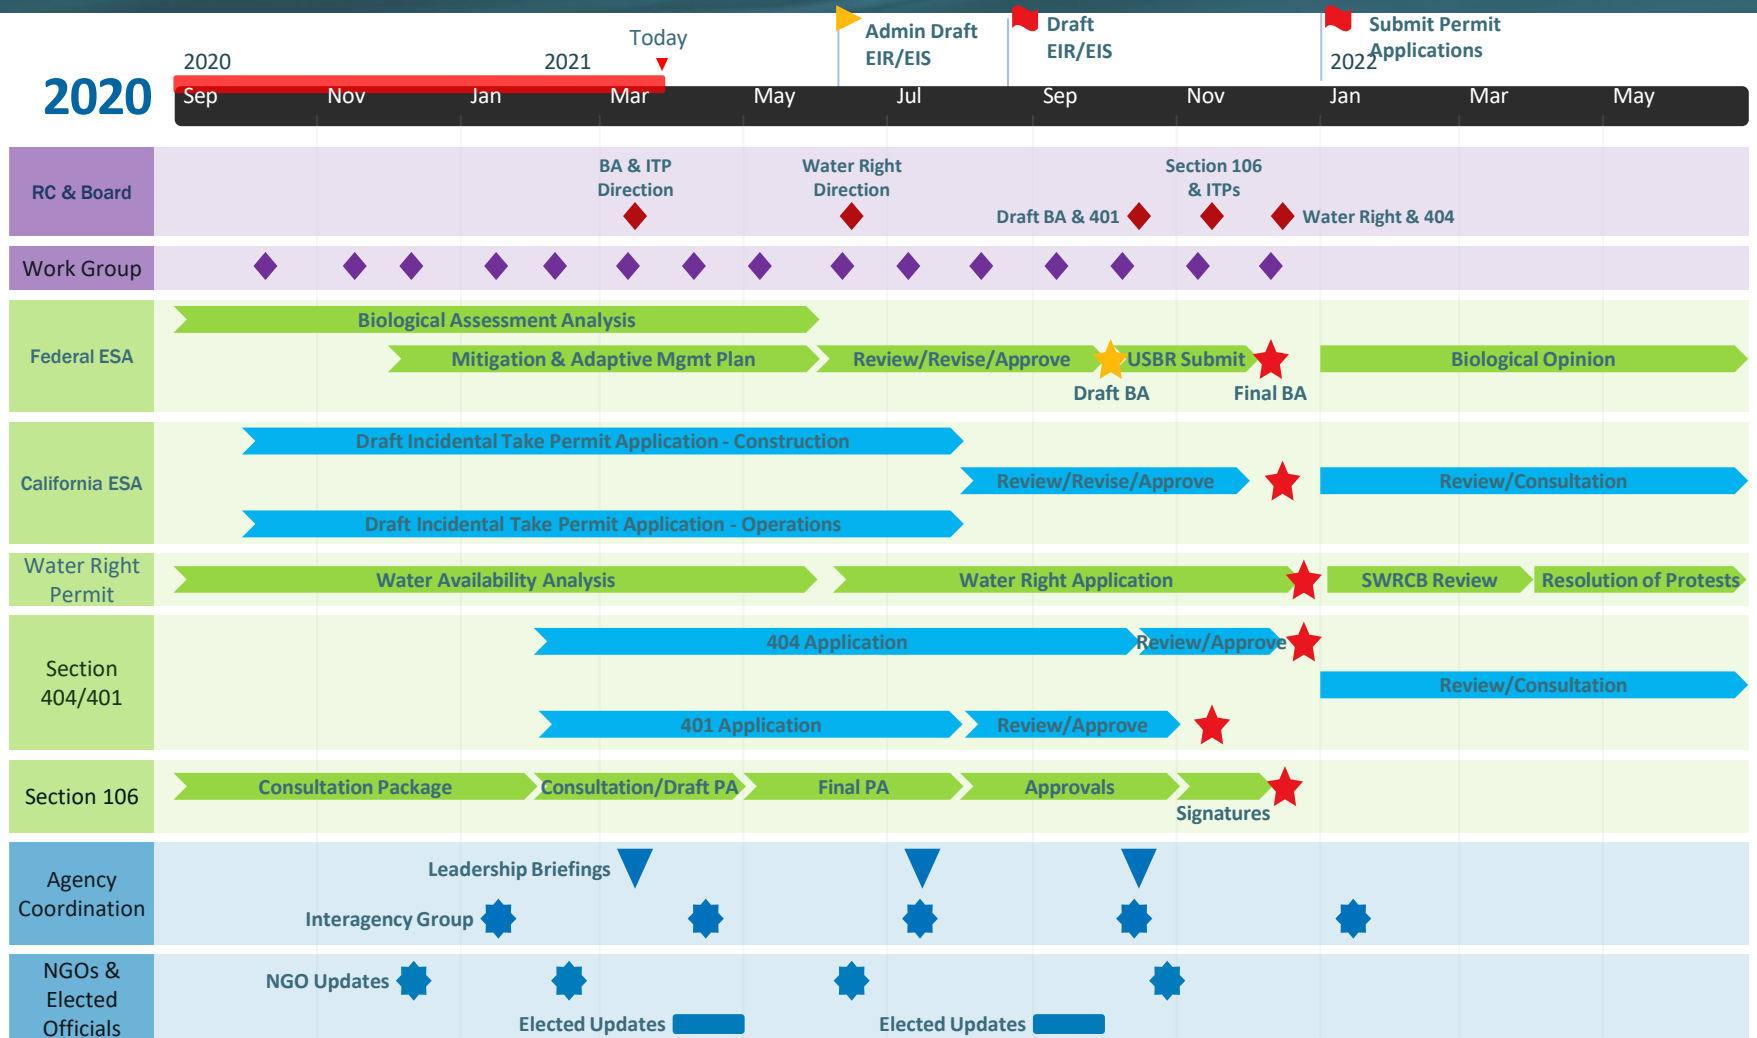 Today
Admin Draft
EIR/EIS
Draft
EIR/EIS
Submit Permit
Applications
2020
2021
2022
2020
Sep
Nov
Jan
Mar
May
Jul
Sep
Nov
Jan
Mar
May
RC & Board
BA & ITP
Direction
Water Right
Direction
Section 106
& ITPs
Draft BA & 401
Water Right & 404
Work Group
Federal ESA
Biological Assessment Analysis
Mitigation & Adaptive Mgmt Plan
Review/Revise/Approve
USBR Submit
Biological Opinion
Draft BA
Final BA
California ESA
Draft Incidental Take Permit Application - Construction
Review/Revise/Approve
Review/Consultation
Draft Incidental Take Permit Application - Operations
Water Right
Permit
Water Availability Analysis
Water Right Application
SWRCB Review
Resolution of Protests
Section
404/401
404 Application
Review/Approve
Review/Consultation
401 Application
Review/Approve
Section 106
Consultation Package
Consultation/Draft PA
Final PA
Approvals
Signatures
Agency
Coordination
Leadership Briefings
Interagency Group
NGOs &
Elected
Officials
NGO Updates
Elected Updates
Elected Updates